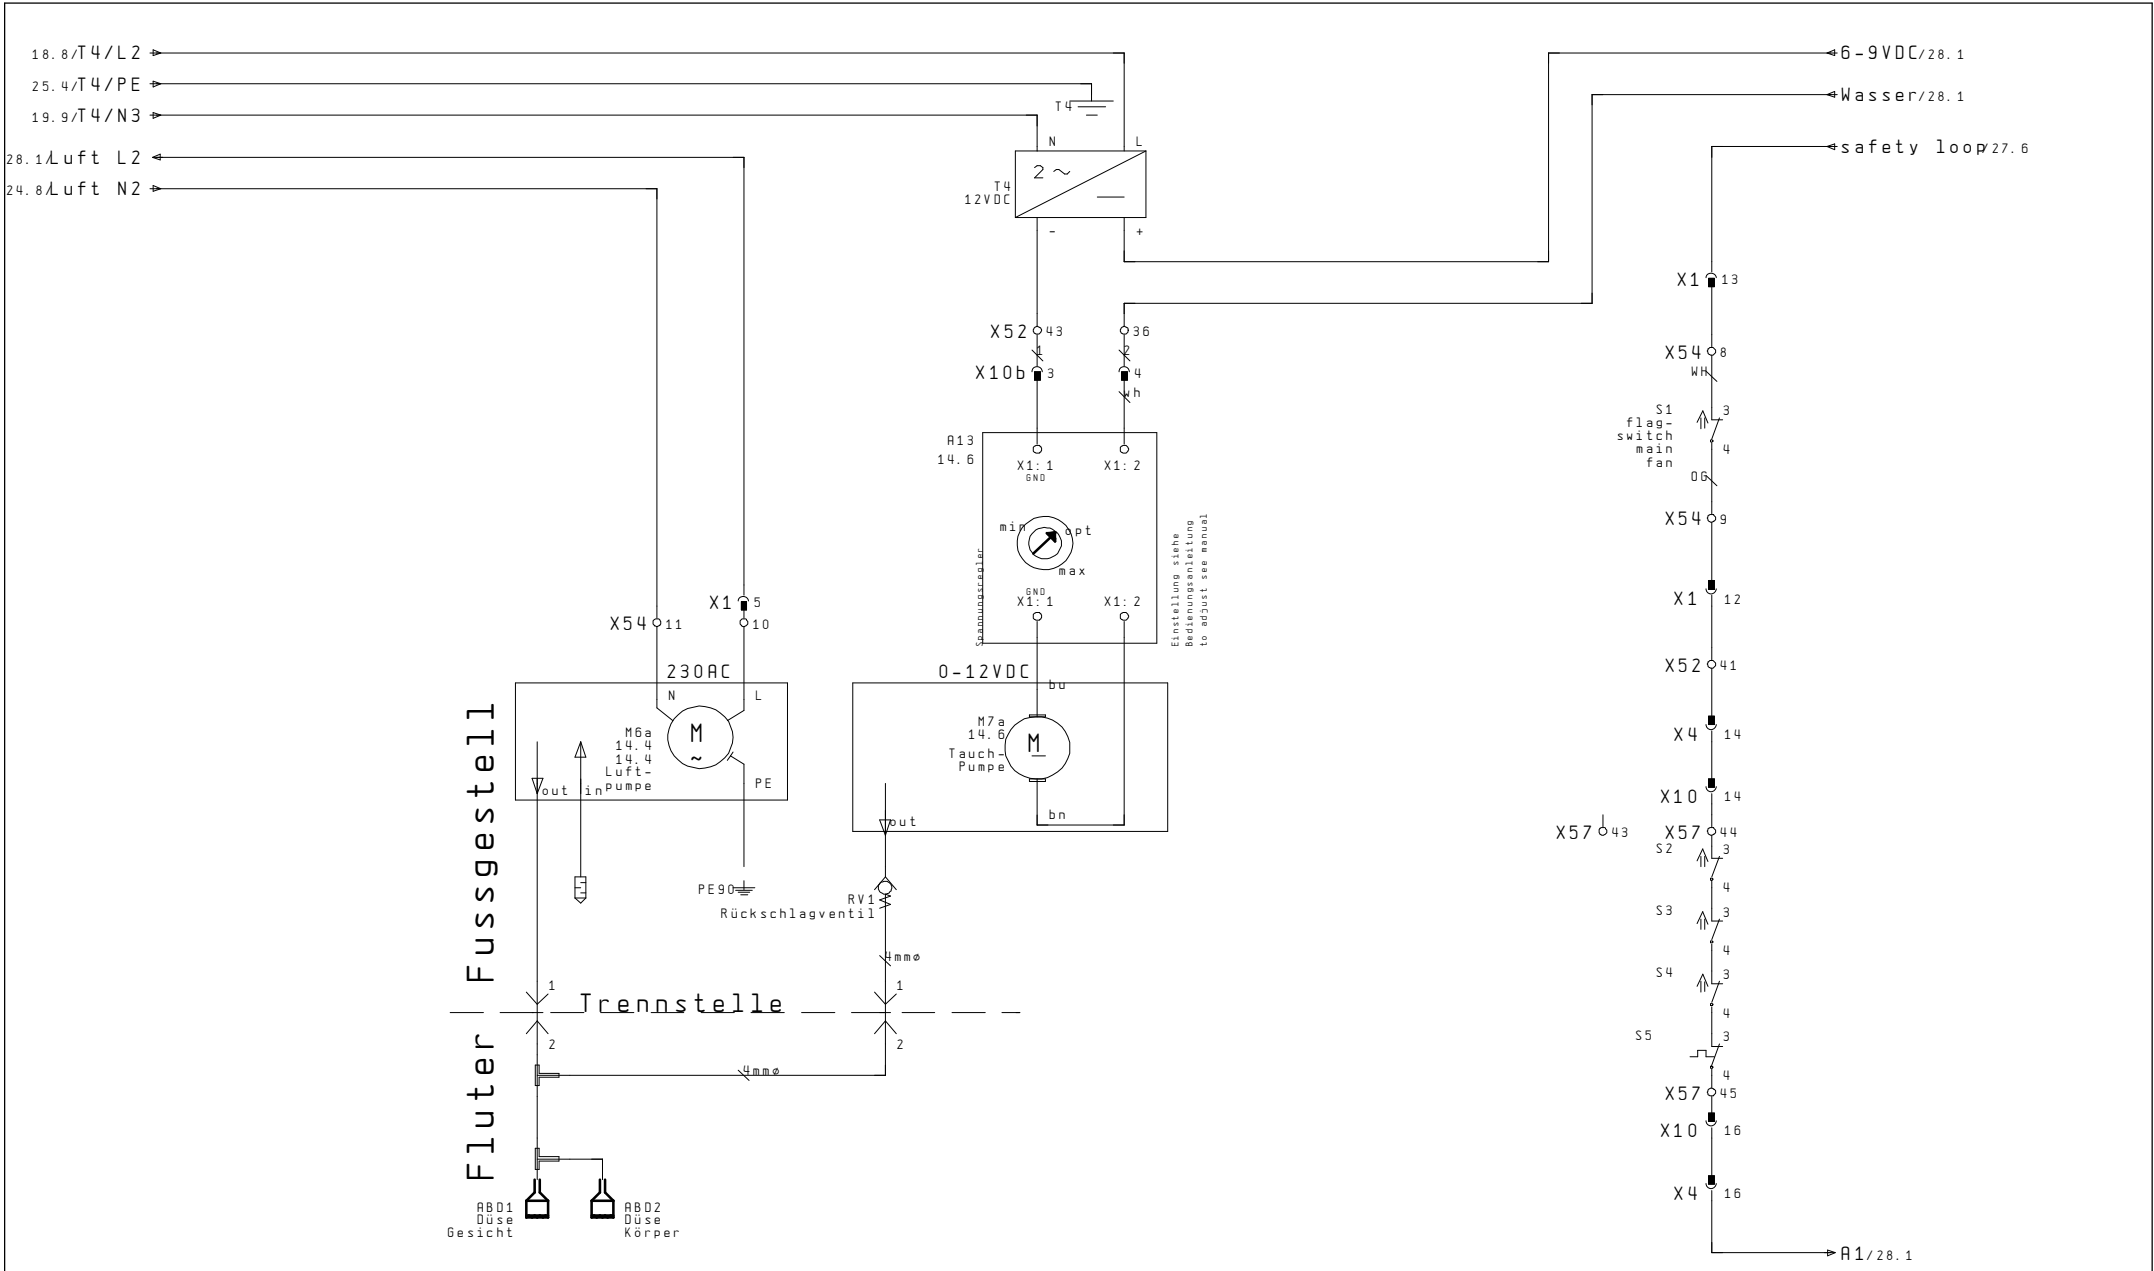 18.8/T4/L2
25.4/T4/PE
19.9/T4/N3
28.1/Luft L2
24.8/Luft N2
6-9VDC/28.1
Wasser/28.1
safety loop/27.6
T4
N
L
2 ~
T4
12VDC
-
+
X52
43
36
1
2
X10b
3
4
wh
A13
14.6
X1:1
GND
X1:2
min
opt
max
Spannungsregler
Einstellung siehe
Bedienungsanleitung
to adjust see manual
GND
X1:1
X1:2
X1
5
X54
11
10
230AC
N
L
M
~
M6a
14.4
14.4
Luft-
pumpe
out
in
PE
PE90
0-12VDC
bu
M7a
14.6
Tauch-
Pumpe
M
bn
out
RV1
Rückschlagventil
4mmø
Fussgestell
1
Trennstelle
1
Fluter
2
2
4mmø
ABD1
Düse
Gesicht
ABD2
Düse
Körper
X1
13
X54
8
WH
S1
flag-
switch
main
fan
3
4
OG
X54
9
X1
12
X52
41
X4
14
X10
14
X57
43
X57
44
S2
3
4
S3
3
4
S4
3
4
S5
3
4
X57
45
X10
16
X4
16
A1/28.1